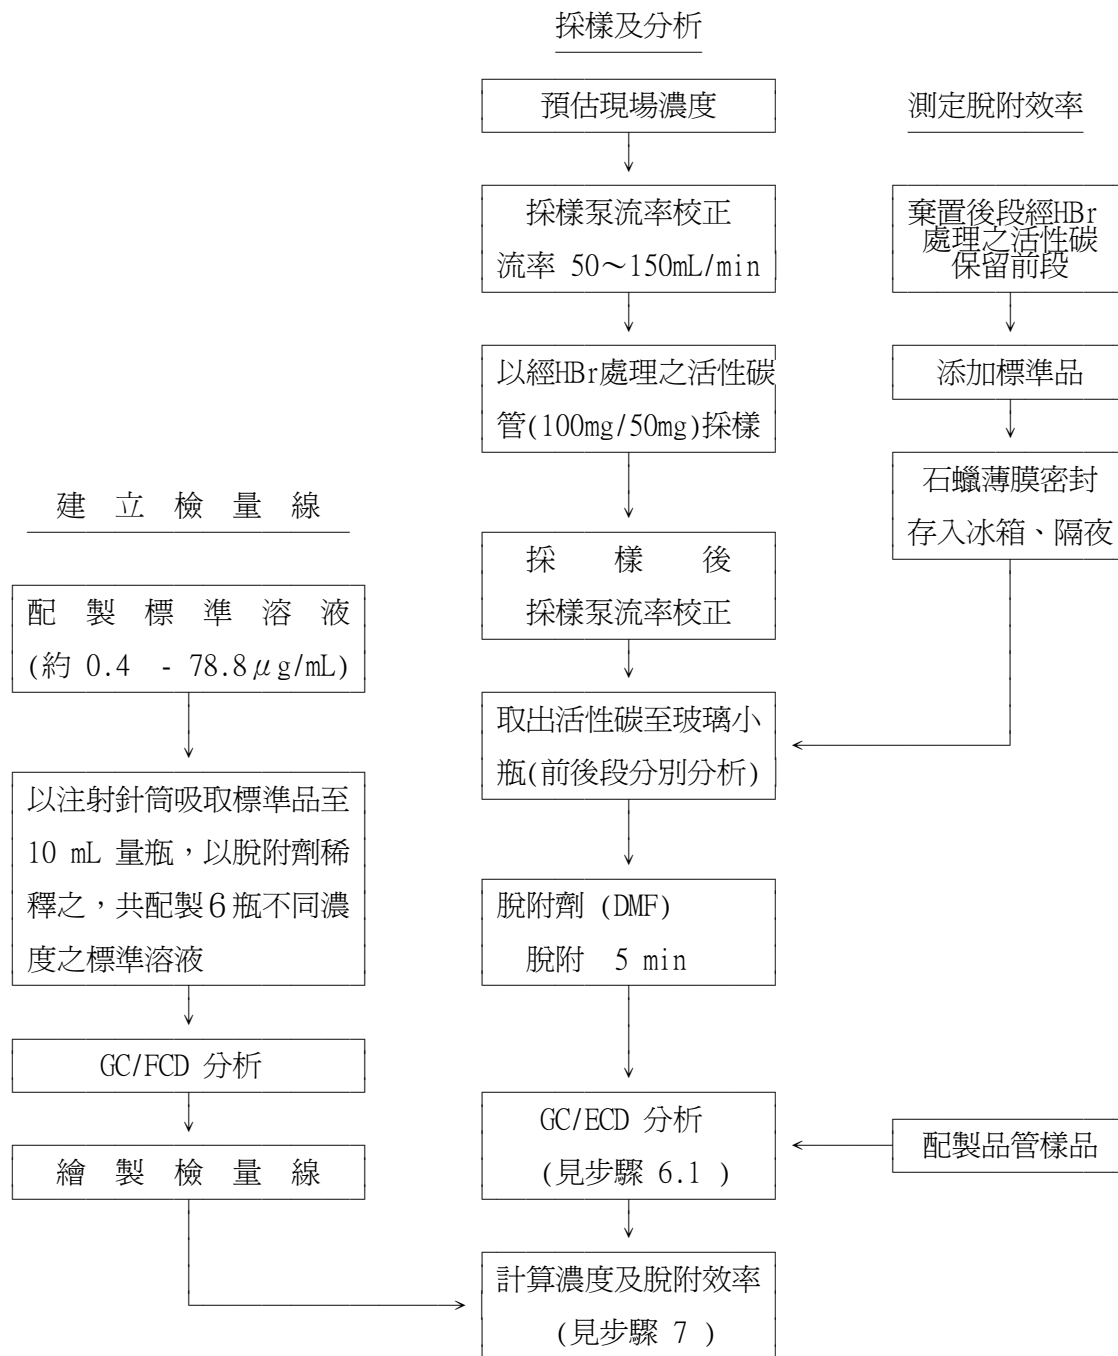 採樣及分析
預估現場濃度
採樣泵流率校正
流率 50～150mL/min
以經HBr處理之活性碳
管(100mg/50mg)採樣
採 樣 後
採樣泵流率校正
取出活性碳至玻璃小
瓶(前後段分別分析)
脫附劑 (DMF)
脫附 5 min
GC/ECD 分析
(見步驟 6.1 )
計算濃度及脫附效率
(見步驟 7 )
測定脫附效率
棄置後段經HBr
處理之活性碳
保留前段
添加標準品
石蠟薄膜密封
存入冰箱、隔夜
配製品管樣品
建 立 檢 量 線
配 製 標 準 溶 液
(約 0.4 - 78.8μg/mL)
以注射針筒吸取標準品至
10 mL 量瓶，以脫附劑稀
釋之，共配製６瓶不同濃
度之標準溶液
GC/FCD 分析
繪 製 檢 量 線